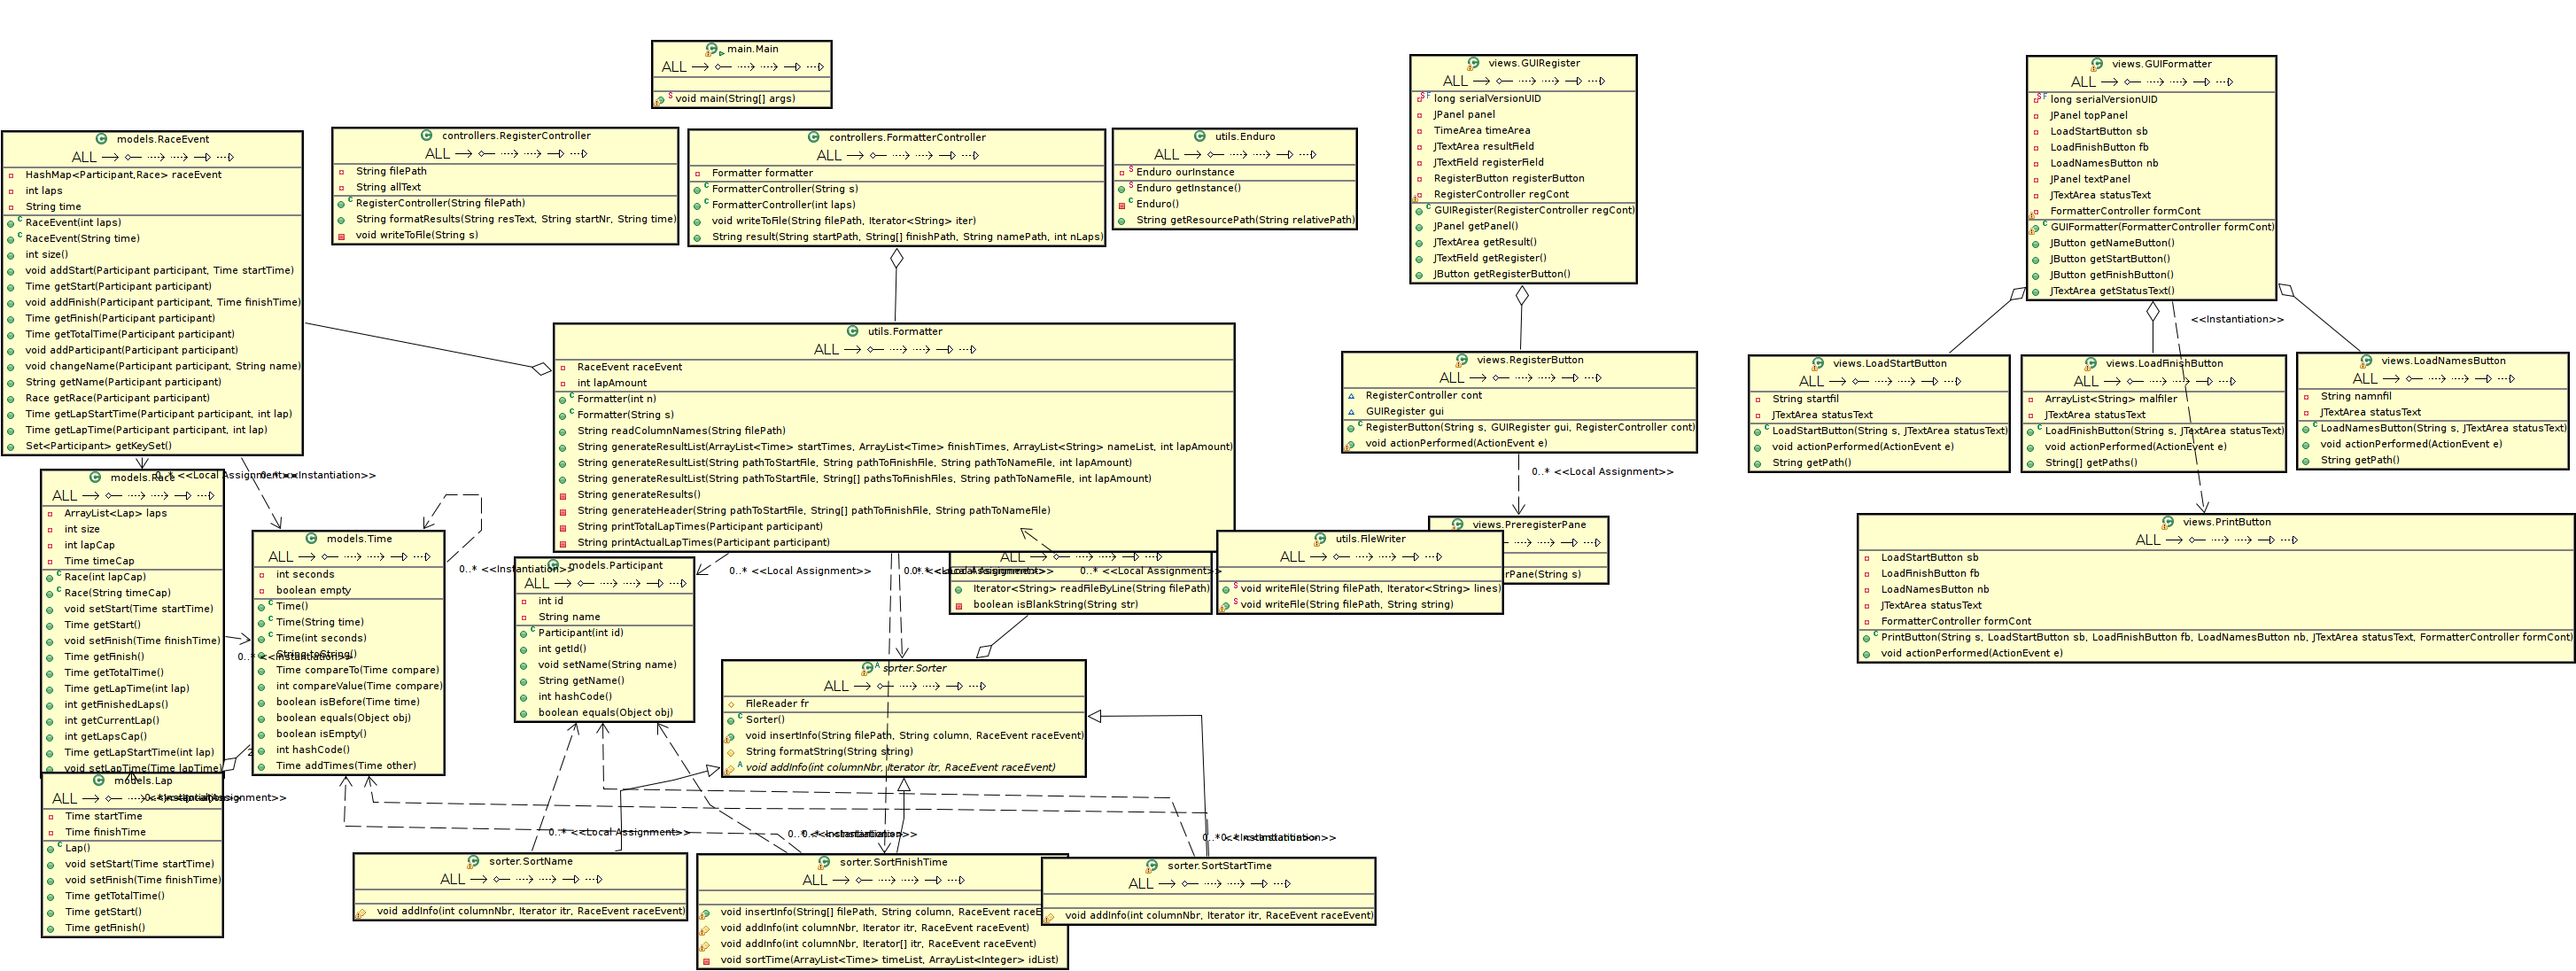 main.Main
ALL
void main(String[] args)
models.RaceEvent
ALL
HashMap<Participant,Race> raceEvent
int laps
String time
RaceEvent(int laps)
RaceEvent(String time)
int size()
void addStart(Participant participant, Time startTime)
Time getStart(Participant participant)
void addFinish(Participant participant, Time finishTime)
Time getFinish(Participant participant)
Time getTotalTime(Participant participant)
void addParticipant(Participant participant)
void changeName(Participant participant, String name)
String getName(Participant participant)
Race getRace(Participant participant)
Time getLapStartTime(Participant participant, int lap)
Time getLapTime(Participant participant, int lap)
Set<Participant> getKeySet()
controllers.RegisterController
ALL
String filePath
String allText
RegisterController(String filePath)
String formatResults(String resText, String startNr, String time)
void writeToFile(String s)
controllers.FormatterController
ALL
Formatter formatter
FormatterController(String s)
FormatterController(int laps)
void writeToFile(String filePath, Iterator<String> iter)
String result(String startPath, String[] finishPath, String namePath, int nLaps)
utils.Enduro
ALL
Enduro ourInstance
Enduro getInstance()
Enduro()
String getResourcePath(String relativePath)
views.GUIRegister
ALL
long serialVersionUID
JPanel panel
TimeArea timeArea
JTextArea resultField
JTextField registerField
RegisterButton registerButton
RegisterController regCont
GUIRegister(RegisterController regCont)
JPanel getPanel()
JTextArea getResult()
JTextField getRegister()
JButton getRegisterButton()
views.GUIFormatter
ALL
long serialVersionUID
JPanel topPanel
LoadStartButton sb
LoadFinishButton fb
LoadNamesButton nb
JPanel textPanel
JTextArea statusText
FormatterController formCont
GUIFormatter(FormatterController formCont)
JButton getNameButton()
JButton getStartButton()
JButton getFinishButton()
JTextArea getStatusText()
<<Instantiation>>
utils.Formatter
ALL
RaceEvent raceEvent
int lapAmount
Formatter(int n)
Formatter(String s)
String readColumnNames(String filePath)
String generateResultList(ArrayList<Time> startTimes, ArrayList<Time> finishTimes, ArrayList<String> nameList, int lapAmount)
String generateResultList(String pathToStartFile, String pathToFinishFile, String pathToNameFile, int lapAmount)
String generateResultList(String pathToStartFile, String[] pathsToFinishFiles, String pathToNameFile, int lapAmount)
String generateResults()
String generateHeader(String pathToStartFile, String[] pathToFinishFile, String pathToNameFile)
String printTotalLapTimes(Participant participant)
String printActualLapTimes(Participant participant)
views.RegisterButton
ALL
RegisterController cont
GUIRegister gui
RegisterButton(String s, GUIRegister gui, RegisterController cont)
void actionPerformed(ActionEvent e)
0..* <<Local Assignment>>
views.LoadStartButton
ALL
String startfil
JTextArea statusText
LoadStartButton(String s, JTextArea statusText)
void actionPerformed(ActionEvent e)
String getPath()
views.LoadFinishButton
ALL
ArrayList<String> malfiler
JTextArea statusText
LoadFinishButton(String s, JTextArea statusText)
void actionPerformed(ActionEvent e)
String[] getPaths()
views.LoadNamesButton
ALL
String namnfil
JTextArea statusText
LoadNamesButton(String s, JTextArea statusText)
void actionPerformed(ActionEvent e)
String getPath()
views.PreregisterPane
rPane(String s)
utils.FileWriter
ALL
void writeFile(String filePath, Iterator<String> lines)
void writeFile(String filePath, String string)
views.PrintButton
ALL
LoadStartButton sb
LoadFinishButton fb
LoadNamesButton nb
JTextArea statusText
FormatterController formCont
PrintButton(String s, LoadStartButton sb, LoadFinishButton fb, LoadNamesButton nb, JTextArea statusText, FormatterController formCont)
void actionPerformed(ActionEvent e)
models.Race
ALL
ArrayList<Lap> laps
int size
int lapCap
Time timeCap
Race(int lapCap)
Race(String timeCap)
void setStart(Time startTime)
Time getStart()
void setFinish(Time finishTime)
Time getFinish()
Time getTotalTime()
Time getLapTime(int lap)
int getFinishedLaps()
int getCurrentLap()
int getLapsCap()
Time getLapStartTime(int lap)
void setLapTime(Time lapTime)
0..* <<Local Assignment>>
<<Instantiation>>
models.Time
ALL
int seconds
boolean empty
Time()
Time(String time)
Time(int seconds)
String toString()
Time compareTo(Time compare)
int compareValue(Time compare)
boolean isBefore(Time time)
boolean equals(Object obj)
boolean isEmpty()
int hashCode()
Time addTimes(Time other)
0..* <<Instantiation>>
0..* <<Instantiation>>
2
models.Participant
ALL
int id
String name
Participant(int id)
int getId()
void setName(String name)
String getName()
int hashCode()
boolean equals(Object obj)
0..* <<Local Assignment>>
0..* <<Local Assignment>>
ALL
Iterator<String> readFileByLine(String filePath)
boolean isBlankString(String str)
sorter.Sorter
ALL
FileReader fr
Sorter()
void insertInfo(String filePath, String column, RaceEvent raceEvent)
String formatString(String string)
void addInfo(int columnNbr, Iterator itr, RaceEvent raceEvent)
models.Lap
ALL
Time startTime
Time finishTime
Lap()
void setStart(Time startTime)
void setFinish(Time finishTime)
Time getTotalTime()
Time getStart()
Time getFinish()
0..* <<Local Assignment>>
0..* <<Instantiation>>
0..* <<Instantiation>>
sorter.SortName
ALL
void addInfo(int columnNbr, Iterator itr, RaceEvent raceEvent)
sorter.SortFinishTime
ALL
void insertInfo(String[] filePath, String column, RaceEvent raceE
void addInfo(int columnNbr, Iterator itr, RaceEvent raceEvent)
void addInfo(int columnNbr, Iterator[] itr, RaceEvent raceEvent)
void sortTime(ArrayList<Time> timeList, ArrayList<Integer> idList)
sorter.SortStartTime
ALL
void addInfo(int columnNbr, Iterator itr, RaceEvent raceEvent)